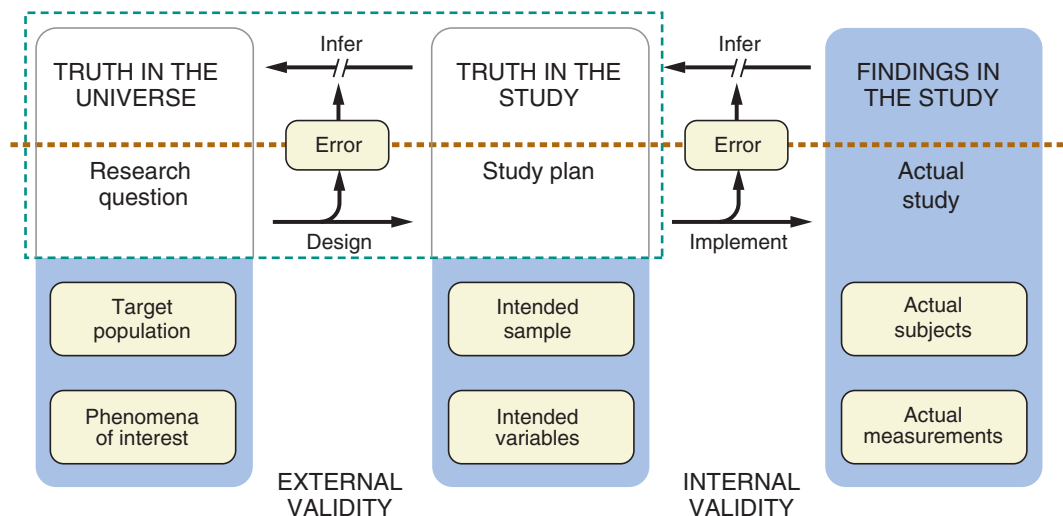 TRUTH IN THE
UNIVERSE
Research
question
Target
population
Phenomena
of interest
Infer
Error
Design
EXTERNAL
VALIDITY
TRUTH IN THE
STUDY
Study plan
Intended
sample
Intended
variables
Infer
Error
Implement
INTERNAL
VALIDITY
FINDINGS IN
THE STUDY
Actual
study
Actual
subjects
Actual
measurements